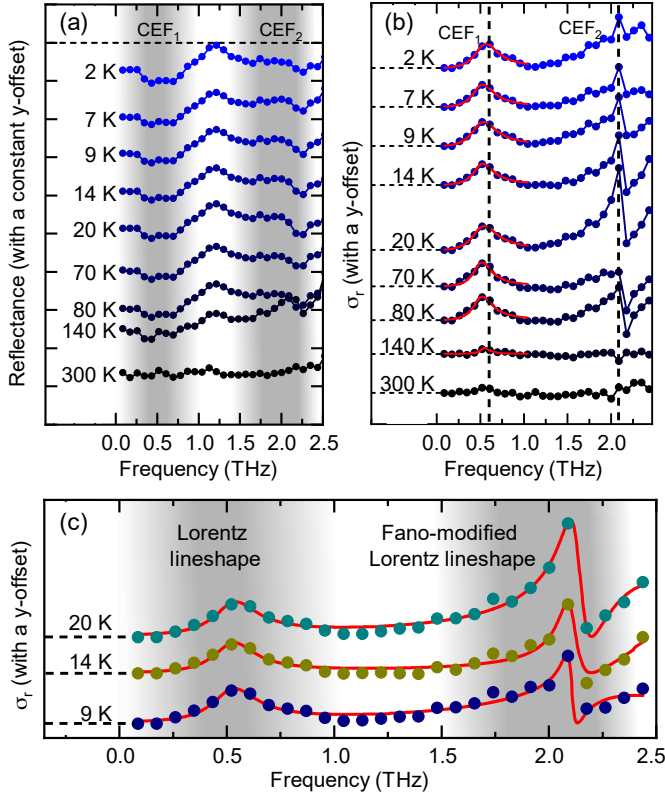 (a)
CEF₁
CEF₂
2 K
7 K
9 K
14 K
20 K
70 K
80 K
140 K
300 K
Reflectance (with a constant y-offset)
0.0 0.5 1.0 1.5 2.0 2.5
Frequency (THz)
(b)
CEF₁
CEF₂
2 K
7 K
9 K
14 K
20 K
70 K
80 K
140 K
300 K
σᵣ (with a y-offset)
0.0 0.5 1.0 1.5 2.0
Frequency (THz)
(c)
Lorentz
lineshape
Fano-modified
Lorentz lineshape
20 K
14 K
9 K
σᵣ (with a y-offset)
0.0 0.5 1.0 1.5 2.0 2.5
Frequency (THz)